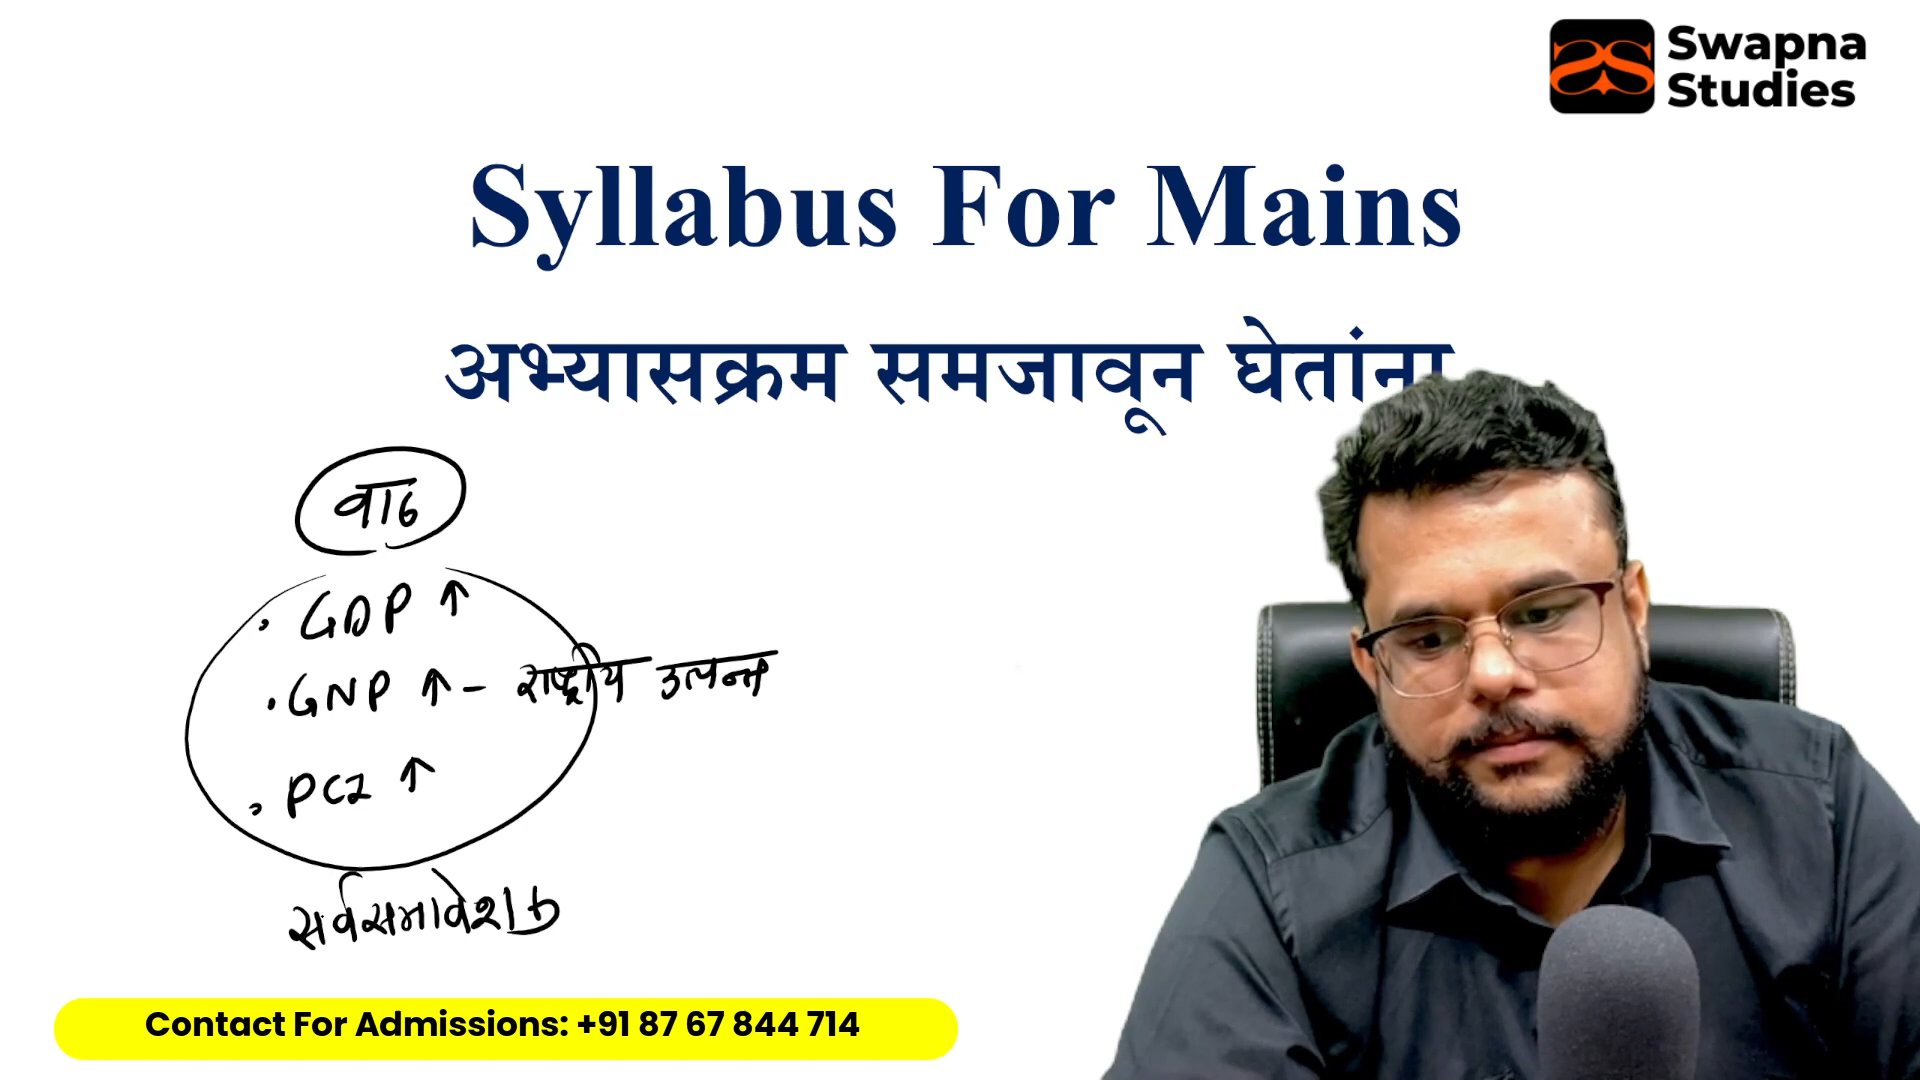 Swapna
Studies
Syllabus For Mains
अभ्यासक्रम समजावून घेतांना
वाढ
· GDP ↑
· GNP ↑ – राष्ट्रीय उत्पन्न
· PCI ↑
सर्वसमावेशक
Contact For Admissions: +91 87 67 844 714